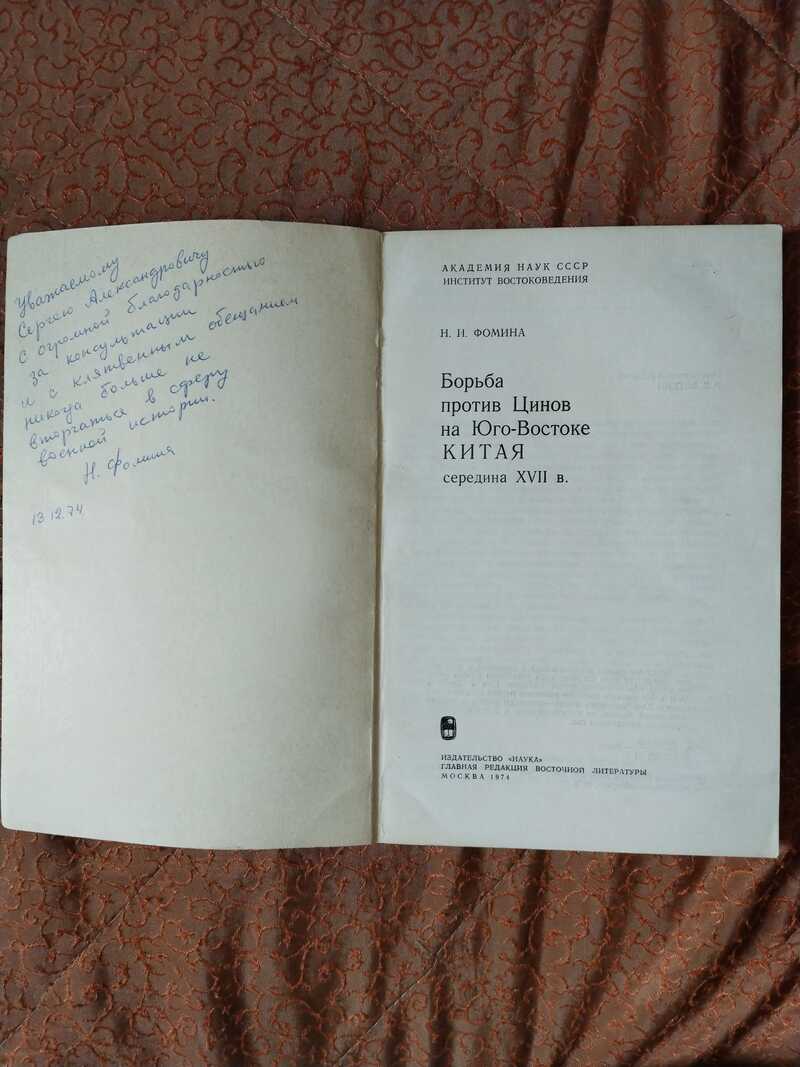 Уважаемому
Сергею Александровичу
с огромной благодарностью
за консультации
и с клятвенным обещанием
никогда больше не
вторгаться в сферу
военной истории.
Н. Фомина
13.12.74
АКАДЕМИЯ НАУК СССР
ИНСТИТУТ ВОСТОКОВЕДЕНИЯ
Н. И. ФОМИНА
Борьба
против Цинов
на Юго-Востоке
КИТАЯ
середина XVII в.
ИЗДАТЕЛЬСТВО «НАУКА»
ГЛАВНАЯ РЕДАКЦИЯ ВОСТОЧНОЙ ЛИТЕРАТУРЫ
МОСКВА 1974